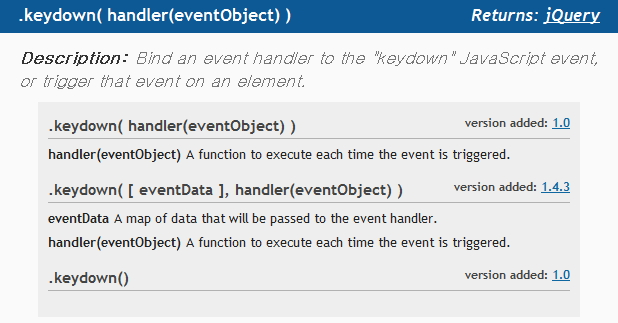 .keydown( handler(eventObject) ) Returns: jQuery
Description: Bind an event handler to the "keydown" JavaScript event,
or trigger that event on an element.
.keydown( handler(eventObject) ) version added: 1.0
handler(eventObject) A function to execute each time the event is triggered.
.keydown( [ eventData ], handler(eventObject) ) version added: 1.4.3
eventData A map of data that will be passed to the event handler.
handler(eventObject) A function to execute each time the event is triggered.
.keydown() version added: 1.0